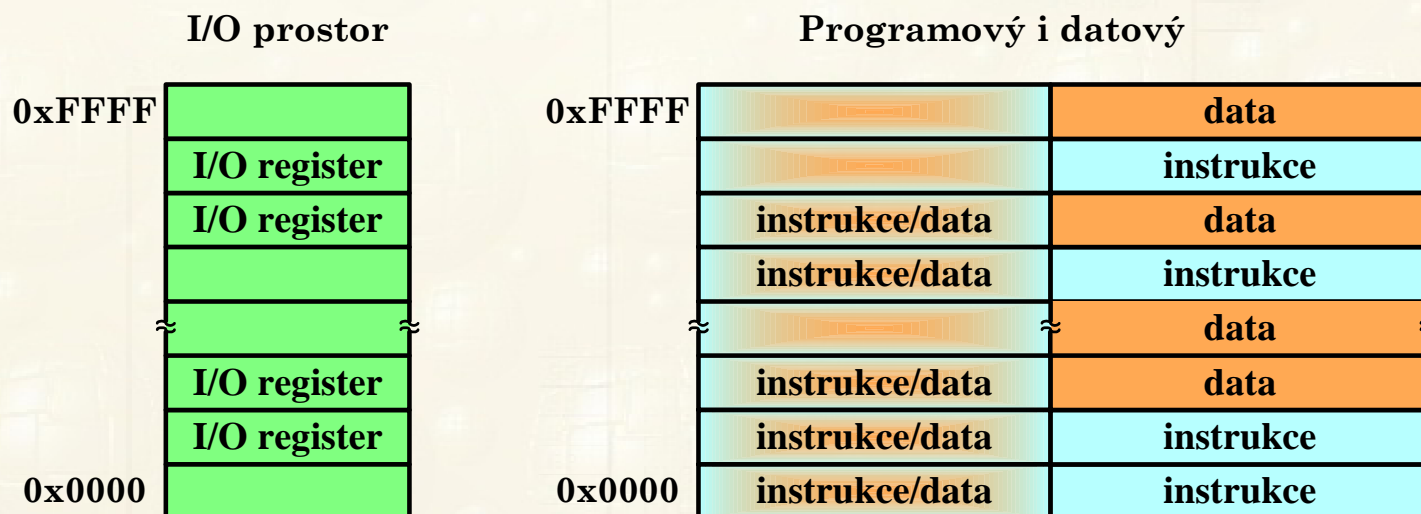 I/O prostor
Programový i datový
0xFFFF
0xFFFF
data
I/O register
instrukce
I/O register
instrukce/data
data
instrukce/data
instrukce
data
I/O register
instrukce/data
data
I/O register
instrukce/data
instrukce
0x0000
0x0000
instrukce/data
instrukce